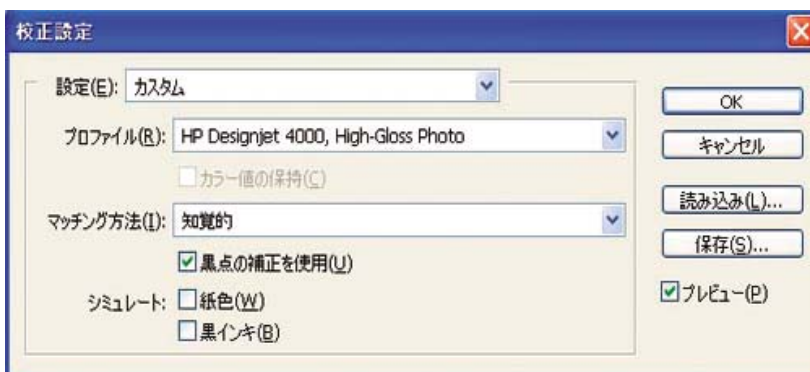 校正設定
設定(E): カスタム
OK
プロファイル(R): HP Designjet 4000, High-Gloss Photo
キャンセル
カラー値の保持(C)
読み込み(L)...
マッチング方法(I): 知覚的
保存(S)...
黒点の補正を使用(U)
プレビュー(P)
シミュレート: 紙色(W)
黒インキ(B)